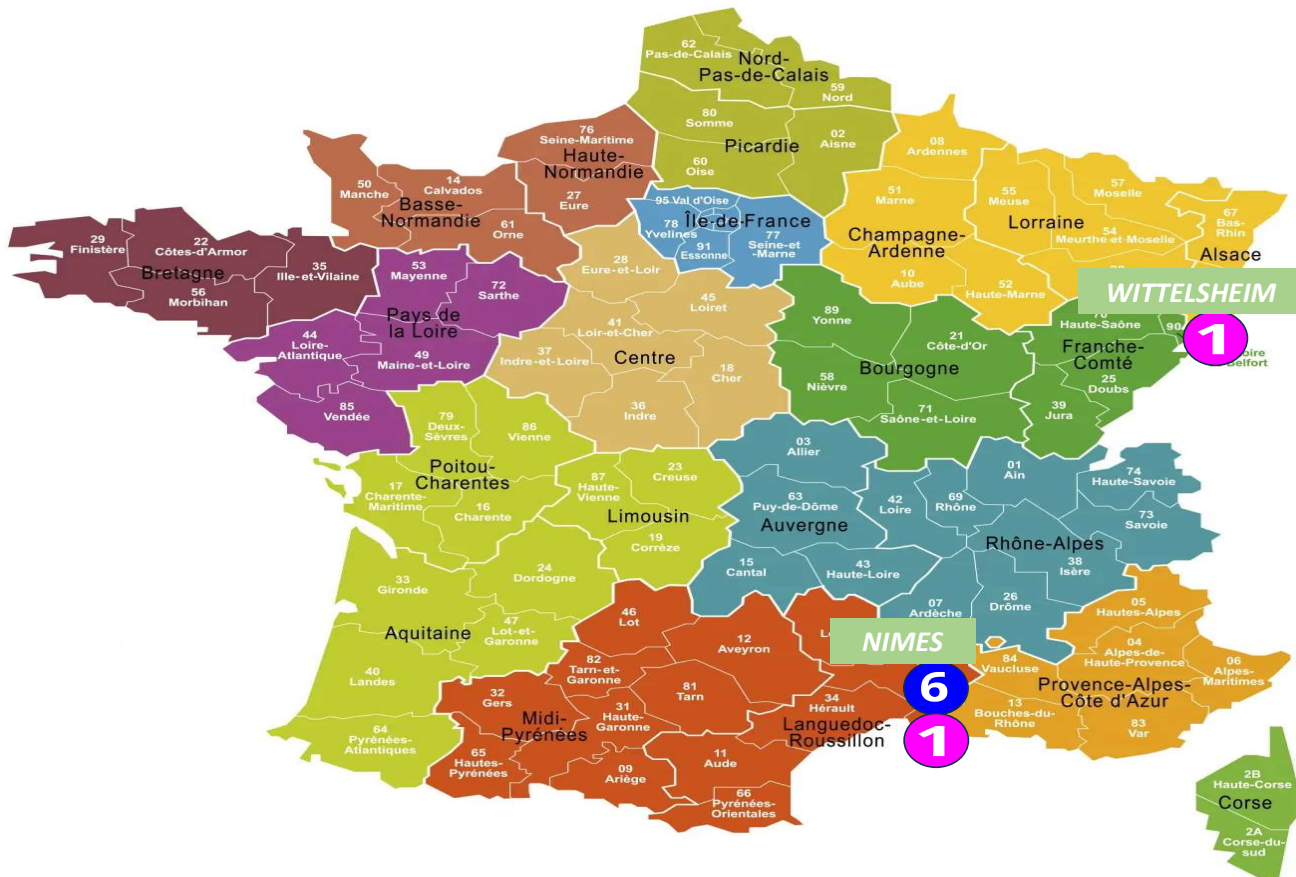 62
Pas-de-Calais
Nord-
Pas-de-Calais
59
Nord
80
Somme
02
Aisne
Picardie
60
Oise
76
Seine-Maritime
Haute-
Normandie
27
Eure
14
Calvados
50
Manche
Basse-
Normandie
61
Orne
08
Ardennes
51
Marne
Champagne-
Ardenne
10
Aube
52
Haute-Marne
55
Meuse
57
Moselle
Lorraine
54
Meurthe et-Moselle
67
Bas-
Rhin
Alsace
95 Val d'Oise
Île-de-France
78
Yvelines
91
Essonne
77
Seine-et
Marne
29
Finistère
22
Côtes-d'Armor
35
Ille-et-Vilaine
Bretagne
56
Morbihan
53
Mayenne
72
Sarthe
Pays de
la Loire
44
Loire-
Atlantique
49
Maine-et-Loire
85
Vendée
28
Eure-et-Loir
45
Loiret
41
Loir-et-Cher
37
Indre-et-Loire
Centre
18
Cher
36
Indre
89
Yonne
21
Côte-d'Or
58
Nièvre
Bourgogne
71
Saône-et-Loire
WITTELSHEIM
1
70
Haute-Saône
90
Belfort
Franche-
Comté
25
Doubs
39
Jura
79
Deux-
Sèvres
86
Vienne
Poitou-
Charentes
17
Charente-
Maritime
16
Charente
87
Haute-
Vienne
23
Creuse
Limousin
19
Corrèze
03
Allier
63
Puy-de-Dôme
Auvergne
15
Cantal
43
Haute-Loire
42
Loire
69
Rhône
01
Ain
74
Haute-Savoie
73
Savoie
Rhône-Alpes
38
Isère
07
Ardèche
26
Drôme
33
Gironde
24
Dordogne
Aquitaine
47
Lot-et-
Garonne
40
Landes
64
Pyrénées-
Atlantiques
46
Lot
12
Aveyron
82
Tarn-et-
Garonne
81
Tarn
32
Gers
31
Haute-
Garonne
Midi-
Pyrénées
65
Hautes-
Pyrénées
09
Ariège
NIMES
6
1
34
Hérault
Languedoc-
Roussillon
11
Aude
66
Pyrénées-
Orientales
05
Hautes-Alpes
84
Vaucluse
04
Alpes-de-
Haute-Provence
06
Alpes-
Maritimes
Provence-Alpes-
Côte d'Azur
13
Bouches-du-
Rhône
83
Var
2B
Haute-Corse
Corse
2A
Corse-du-
sud